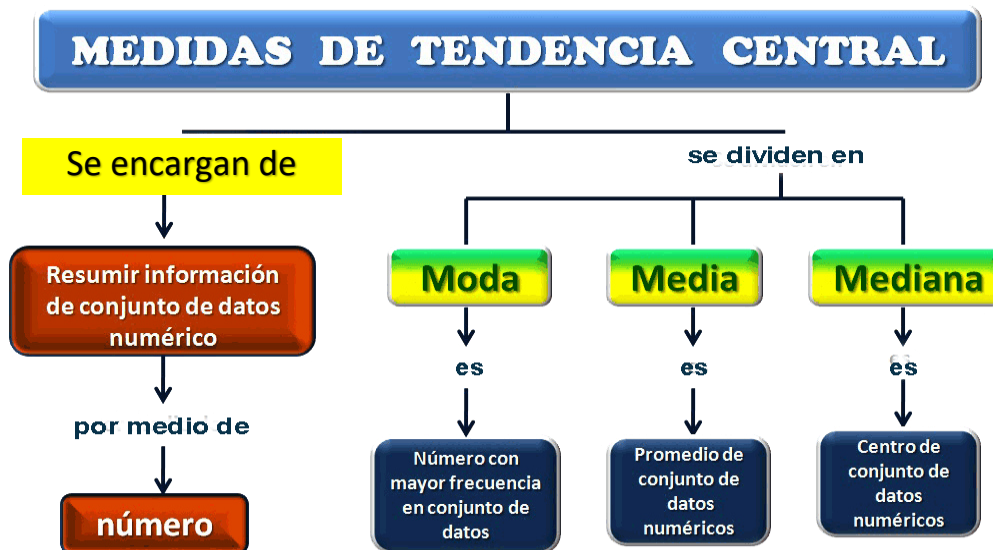 MEDIDAS DE TENDENCIA CENTRAL
Se encargan de
Resumir información
de conjunto de datos
numérico
por medio de
número
se dividen en
Moda
es
Número con
mayor frecuencia
en conjunto de
datos
Media
es
Promedio de
conjunto de
datos
numéricos
Mediana
es
Centro de
conjunto de
datos
numéricos